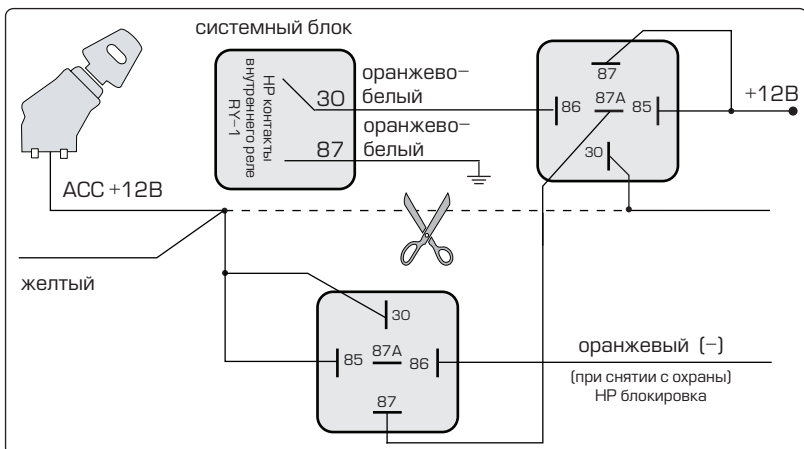 системный блок
НР контакты
внутреннего реле
RY-1
30
87
оранжево-
белый
оранжево-
белый
87
87А
86
85
30
+12В
ACC +12В
желтый
30
85
87А
86
87
оранжевый (-)
(при снятии с охраны)
НР блокировка